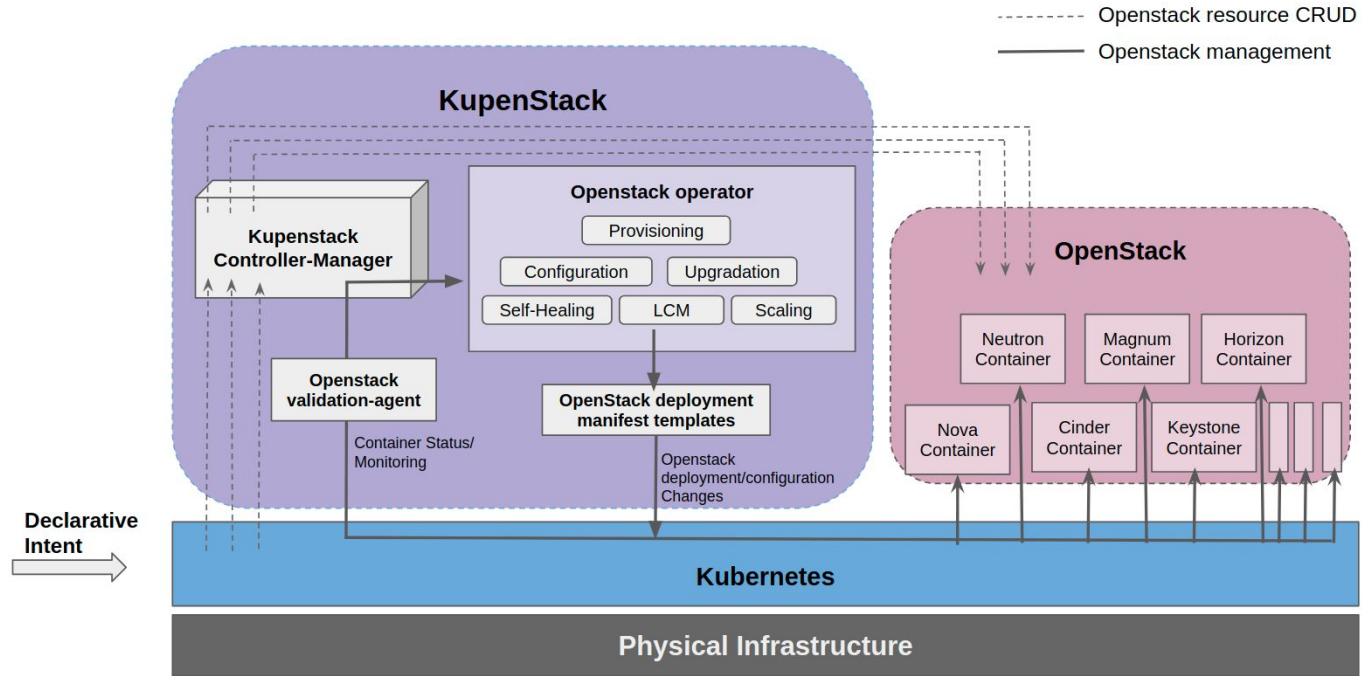 Openstack resource CRUD
Openstack management
KupenStack
Openstack operator
Provisioning
Configuration
Upgradation
Self-Healing
LCM
Scaling
Kupenstack
Controller-Manager
Openstack
validation-agent
Container Status/
Monitoring
OpenStack deployment
manifest templates
Openstack
deployment/configuration
Changes
OpenStack
Neutron
Container
Magnum
Container
Horizon
Container
Nova
Container
Cinder
Container
Keystone
Container
Declarative
Intent
Kubernetes
Physical Infrastructure